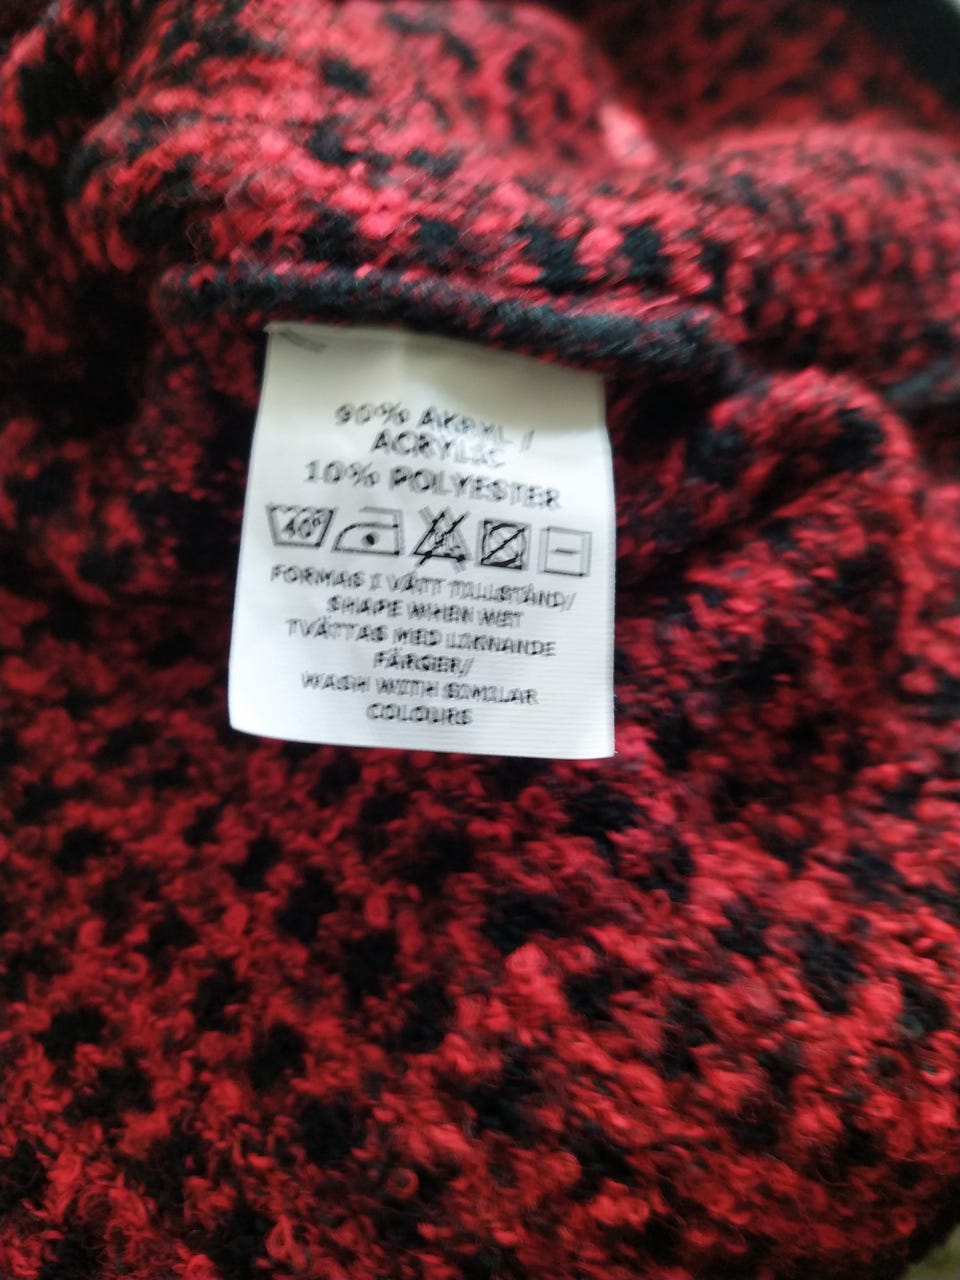 90% AKRYL /
ACRYLIC
10% POLYESTER
40°
FORMAS I VÅTT TILLSTÅND/
SHAPE WHEN WET
TVÄTTAS MED LIKNANDE
FÄRGER/
WASH WITH SIMILAR
COLOURS